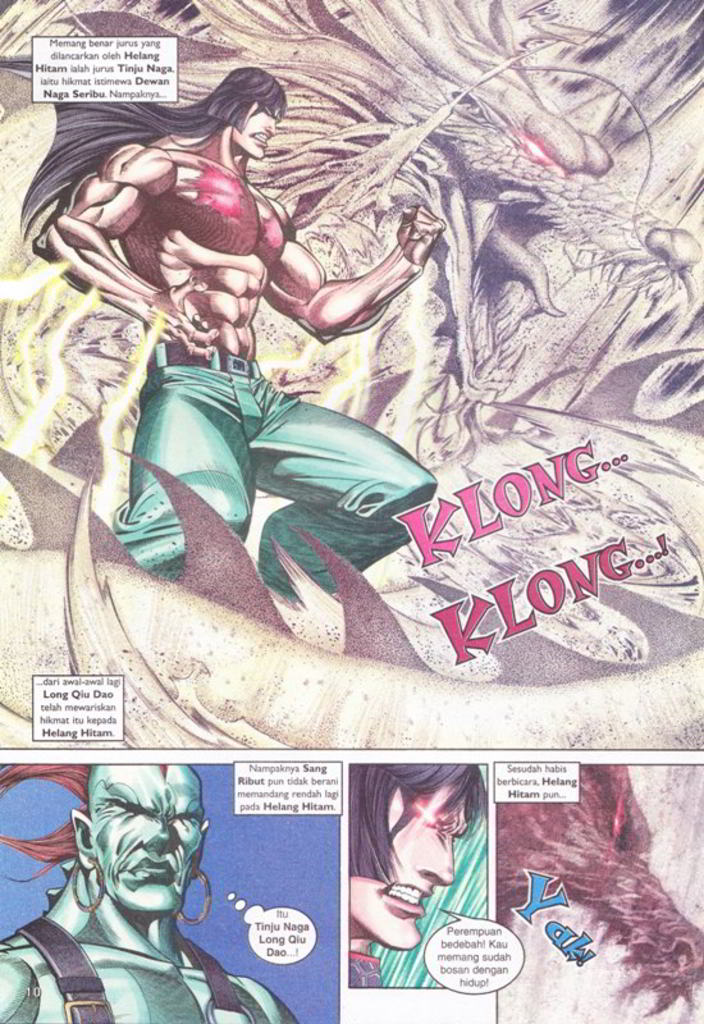 Memang benar jurus yang
dilancarkan oleh Helang
Hitam ialah jurus Tinju Naga,
iaitu hikmat istimewa Dewan
Naga Seribu. Nampaknya...
KLONG...
KLONG...!
...dari awal-awal lagi
Long Qiu Dao
telah mewariskan
hikmat itu kepada
Helang Hitam.
Nampaknya Sang
Ribut pun tidak berani
memandang rendah lagi
pada Helang Hitam.
Itu
Tinju Naga
Long Qiu
Dao...!
Perempuan
bedebah! Kau
memang sudah
bosan dengan
hidup!
Sesudah habis
berbicara, Helang
Hitam pun...
Yak!
10